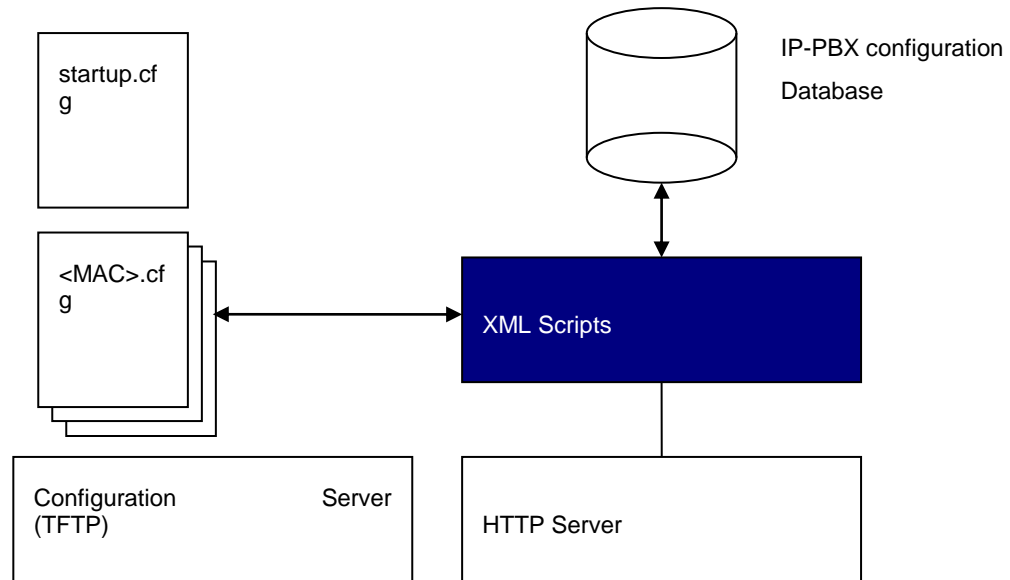 startup.cf
g
IP-PBX configuration
Database
<MAC>.cf
g
XML Scripts
Configuration Server
(TFTP)
HTTP Server